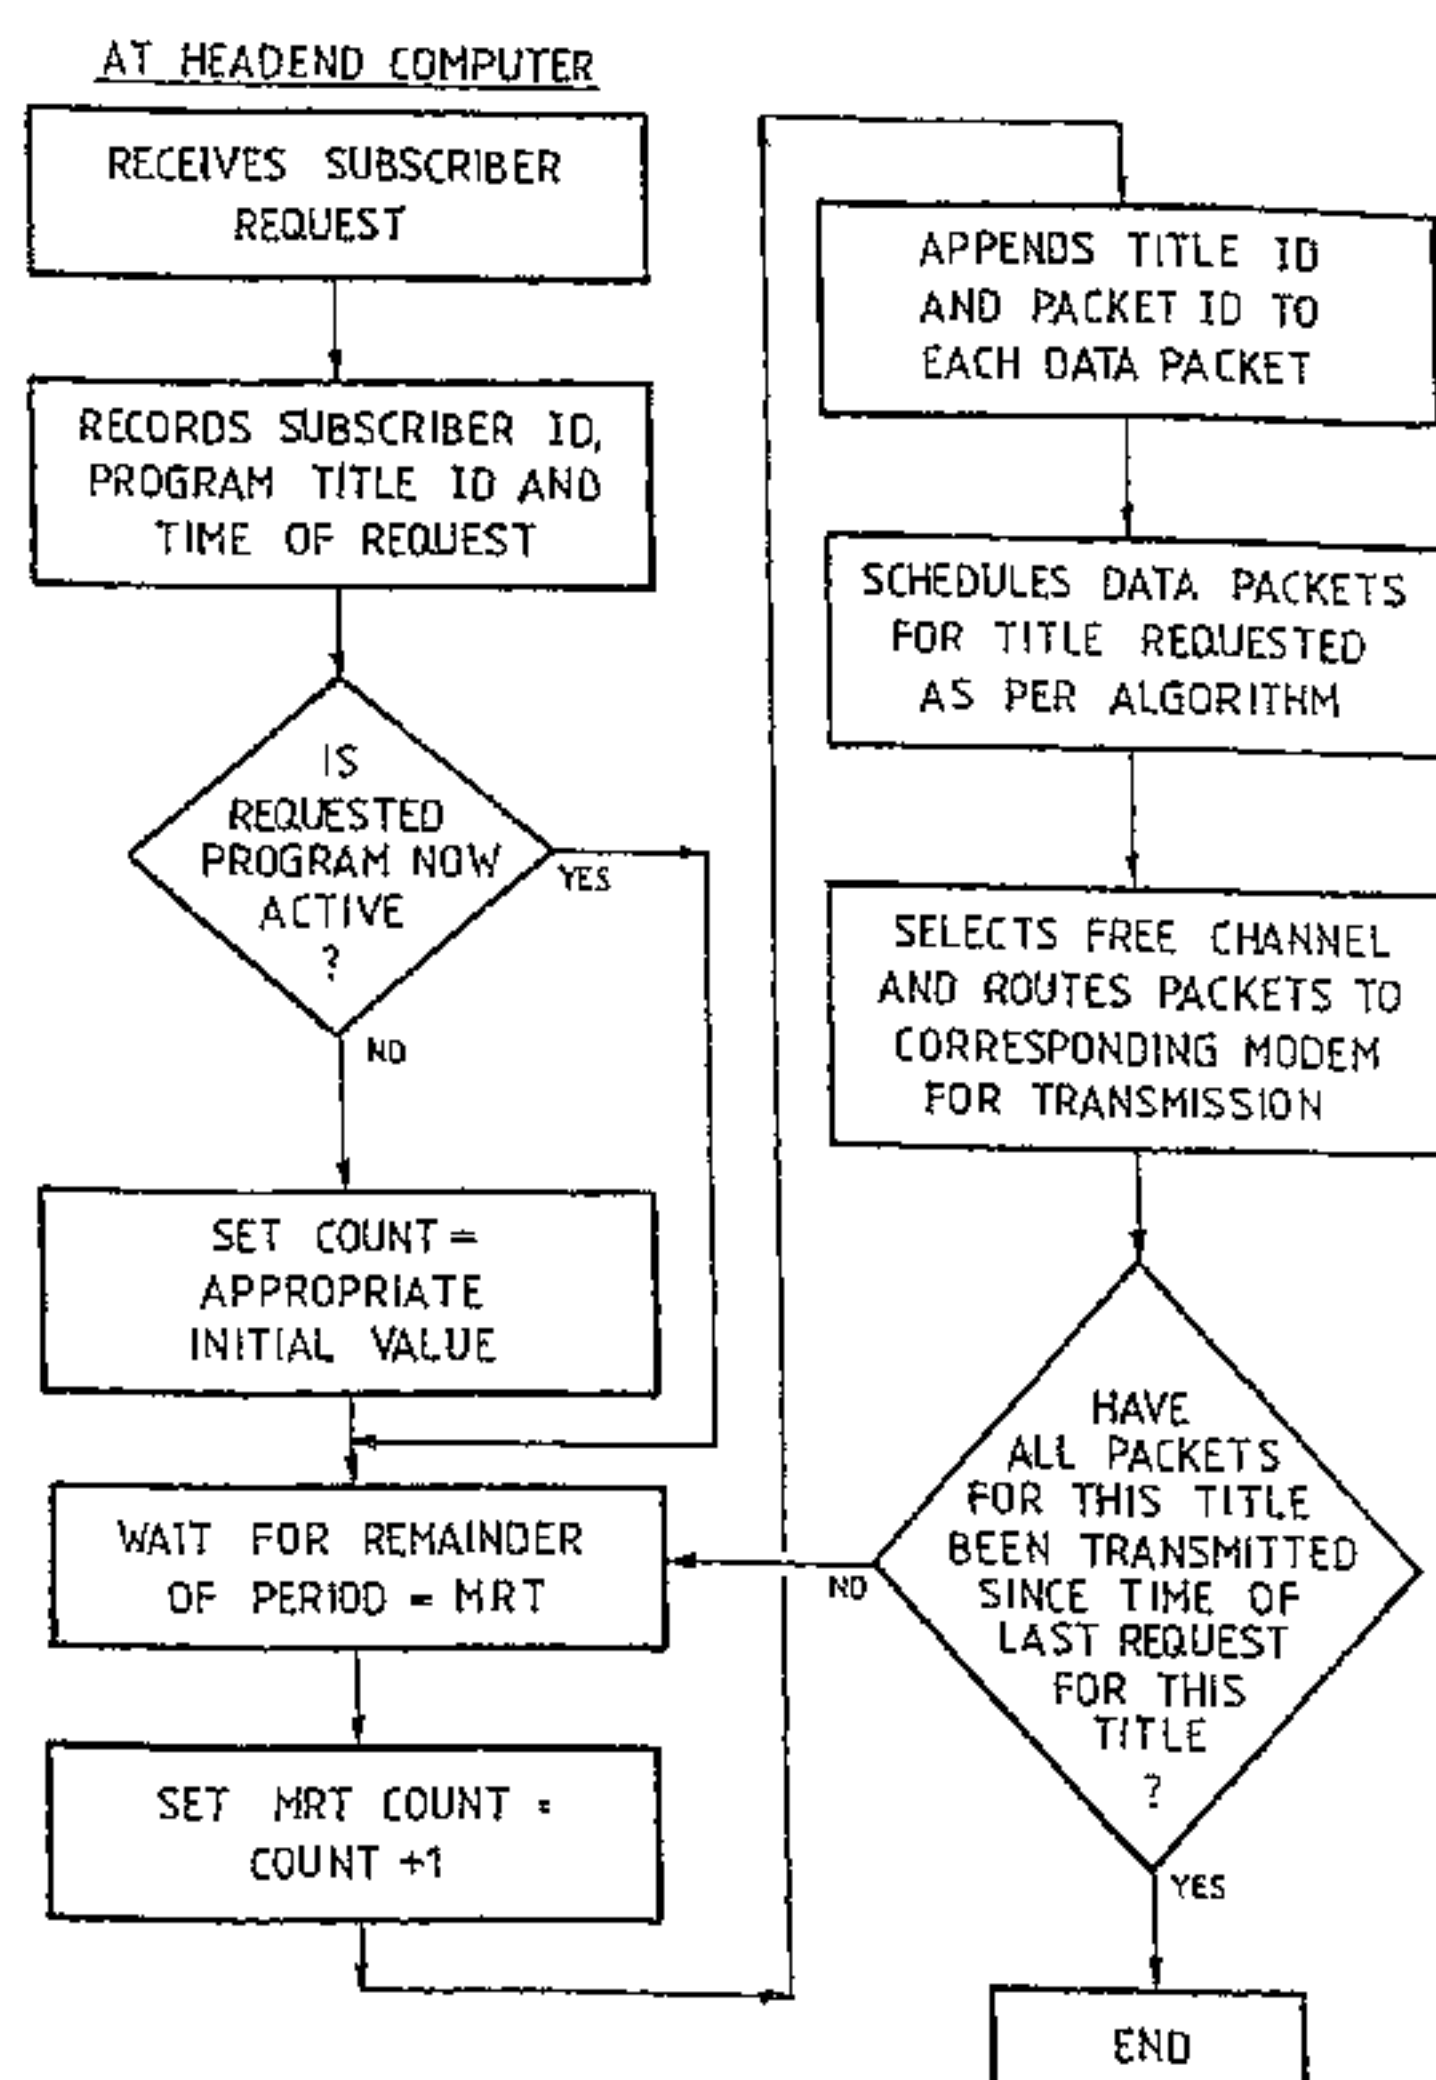 AT HEADEND COMPUTER
RECEIVES SUBSCRIBER
REQUEST
RECORDS SUBSCRIBER ID,
PROGRAM TITLE ID AND
TIME OF REQUEST
IS
REQUESTED
PROGRAM NOW
ACTIVE
?
YES
NO
SET COUNT =
APPROPRIATE
INITIAL VALUE
WAIT FOR REMAINDER
OF PERIOD = MRT
SET MRT COUNT =
COUNT +1
APPENDS TITLE ID
AND PACKET ID TO
EACH DATA PACKET
SCHEDULES DATA PACKETS
FOR TITLE REQUESTED
AS PER ALGORITHM
SELECTS FREE CHANNEL
AND ROUTES PACKETS TO
CORRESPONDING MODEM
FOR TRANSMISSION
HAVE
ALL PACKETS
FOR THIS TITLE
BEEN TRANSMITTED
SINCE TIME OF
LAST REQUEST
FOR THIS
TITLE
?
NO
YES
END